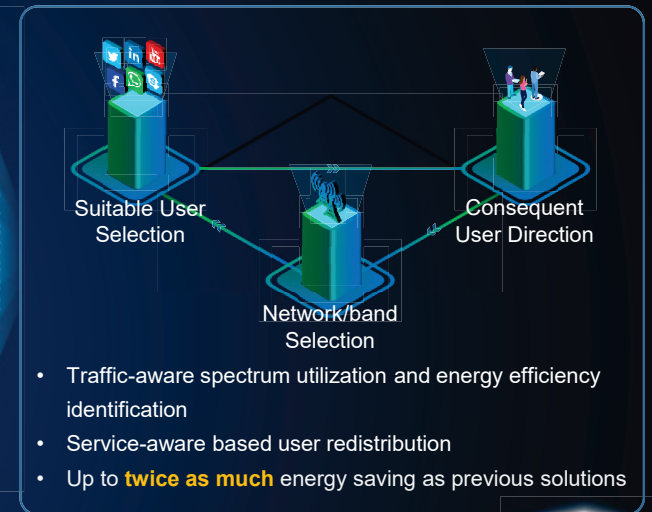 Suitable User
Selection
Consequent
User Direction
Network/band
Selection
• Traffic-aware spectrum utilization and energy efficiency
identification
• Service-aware based user redistribution
• Up to twice as much energy saving as previous solutions